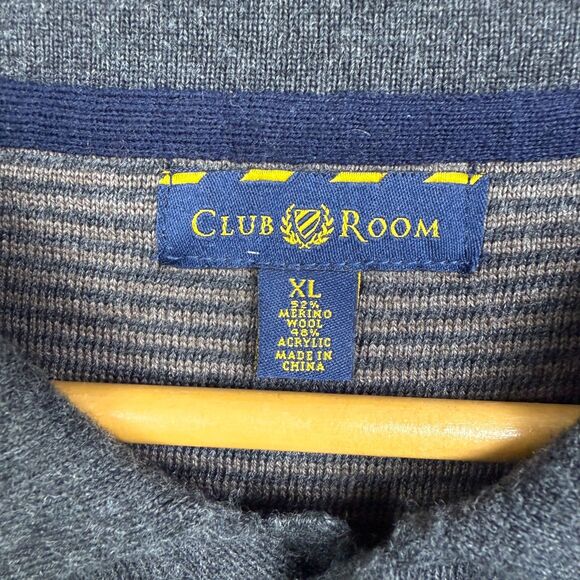 CLUB ROOM
XL
52%
MERINO
WOOL
48%
ACRYLIC
MADE IN
CHINA